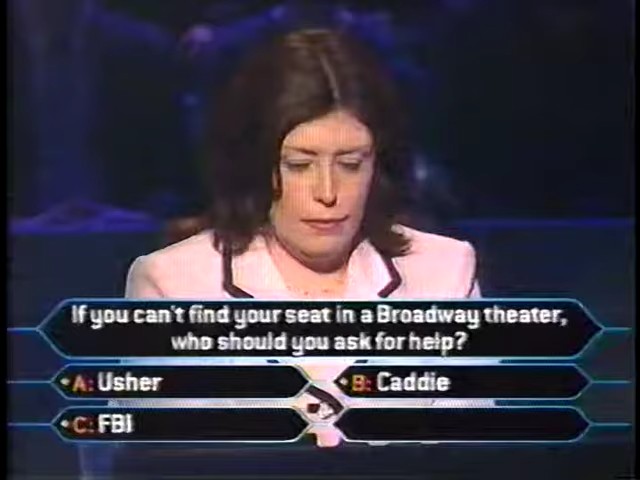 If you can't find your seat in a Broadway theater,
who should you ask for help?
A: Usher
B: Caddie
C: FBI